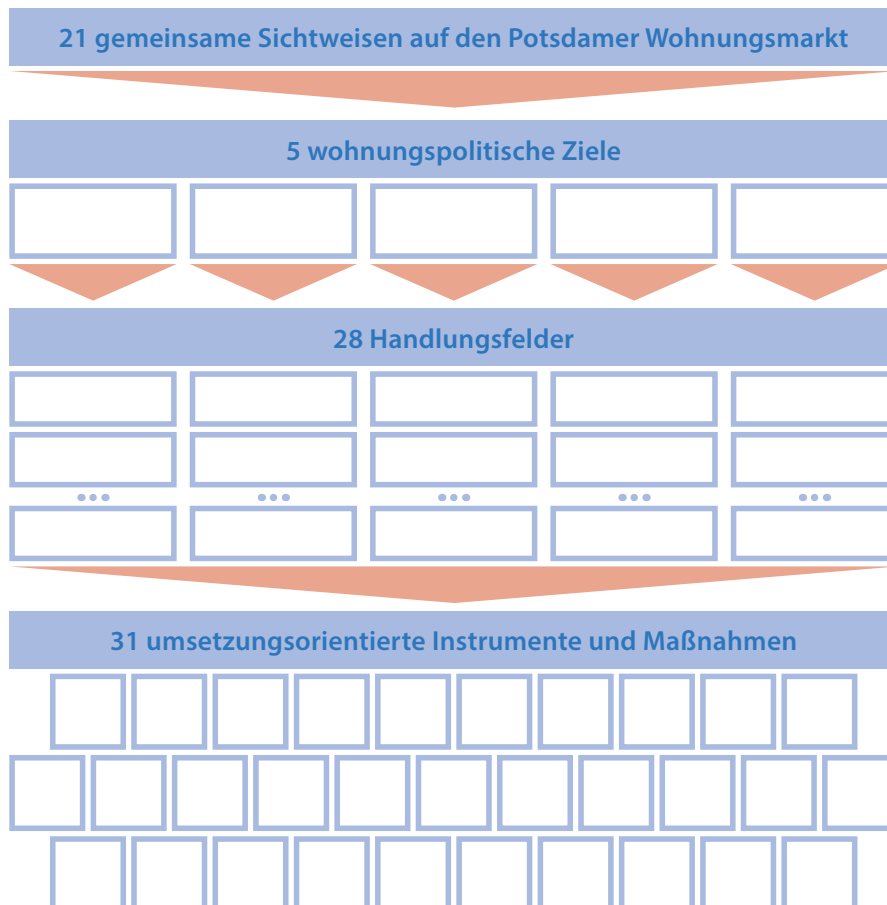 21 gemeinsame Sichtweisen auf den Potsdamer Wohnungsmarkt
5 wohnungspolitische Ziele
28 Handlungsfelder
31 umsetzungsorientierte Instrumente und Maßnahmen